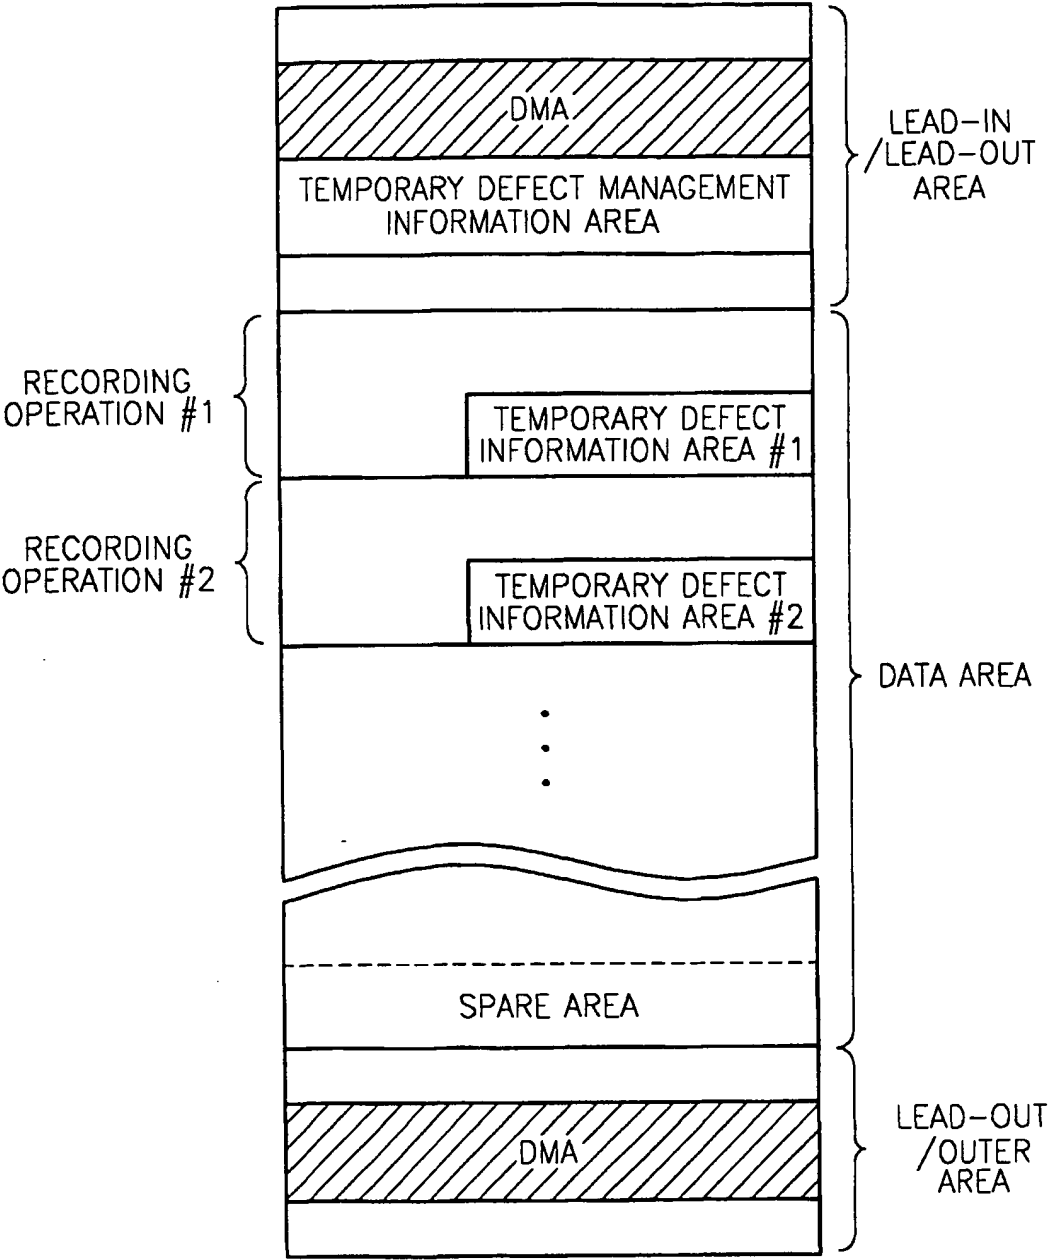 DMA
LEAD-IN
/LEAD-OUT
AREA
TEMPORARY DEFECT MANAGEMENT
INFORMATION AREA
RECORDING
OPERATION #1
TEMPORARY DEFECT
INFORMATION AREA #1
RECORDING
OPERATION #2
TEMPORARY DEFECT
INFORMATION AREA #2
DATA AREA
SPARE AREA
DMA
LEAD-OUT
/OUTER
AREA